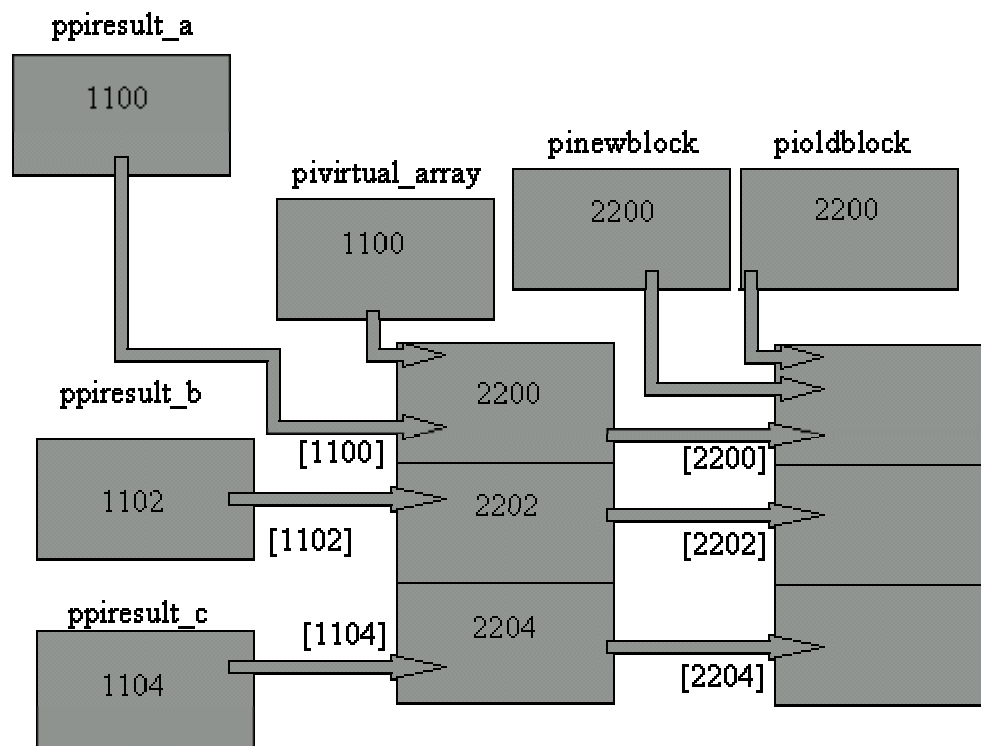 ppiresult_a
1100
pinewblock
pioldblock
pivirtual_array
2200
2200
1100
ppiresult_b
2200
[1100]
[2200]
1102
2202
[1102]
[2202]
ppiresult_c
[1104]
2204
1104
[2204]